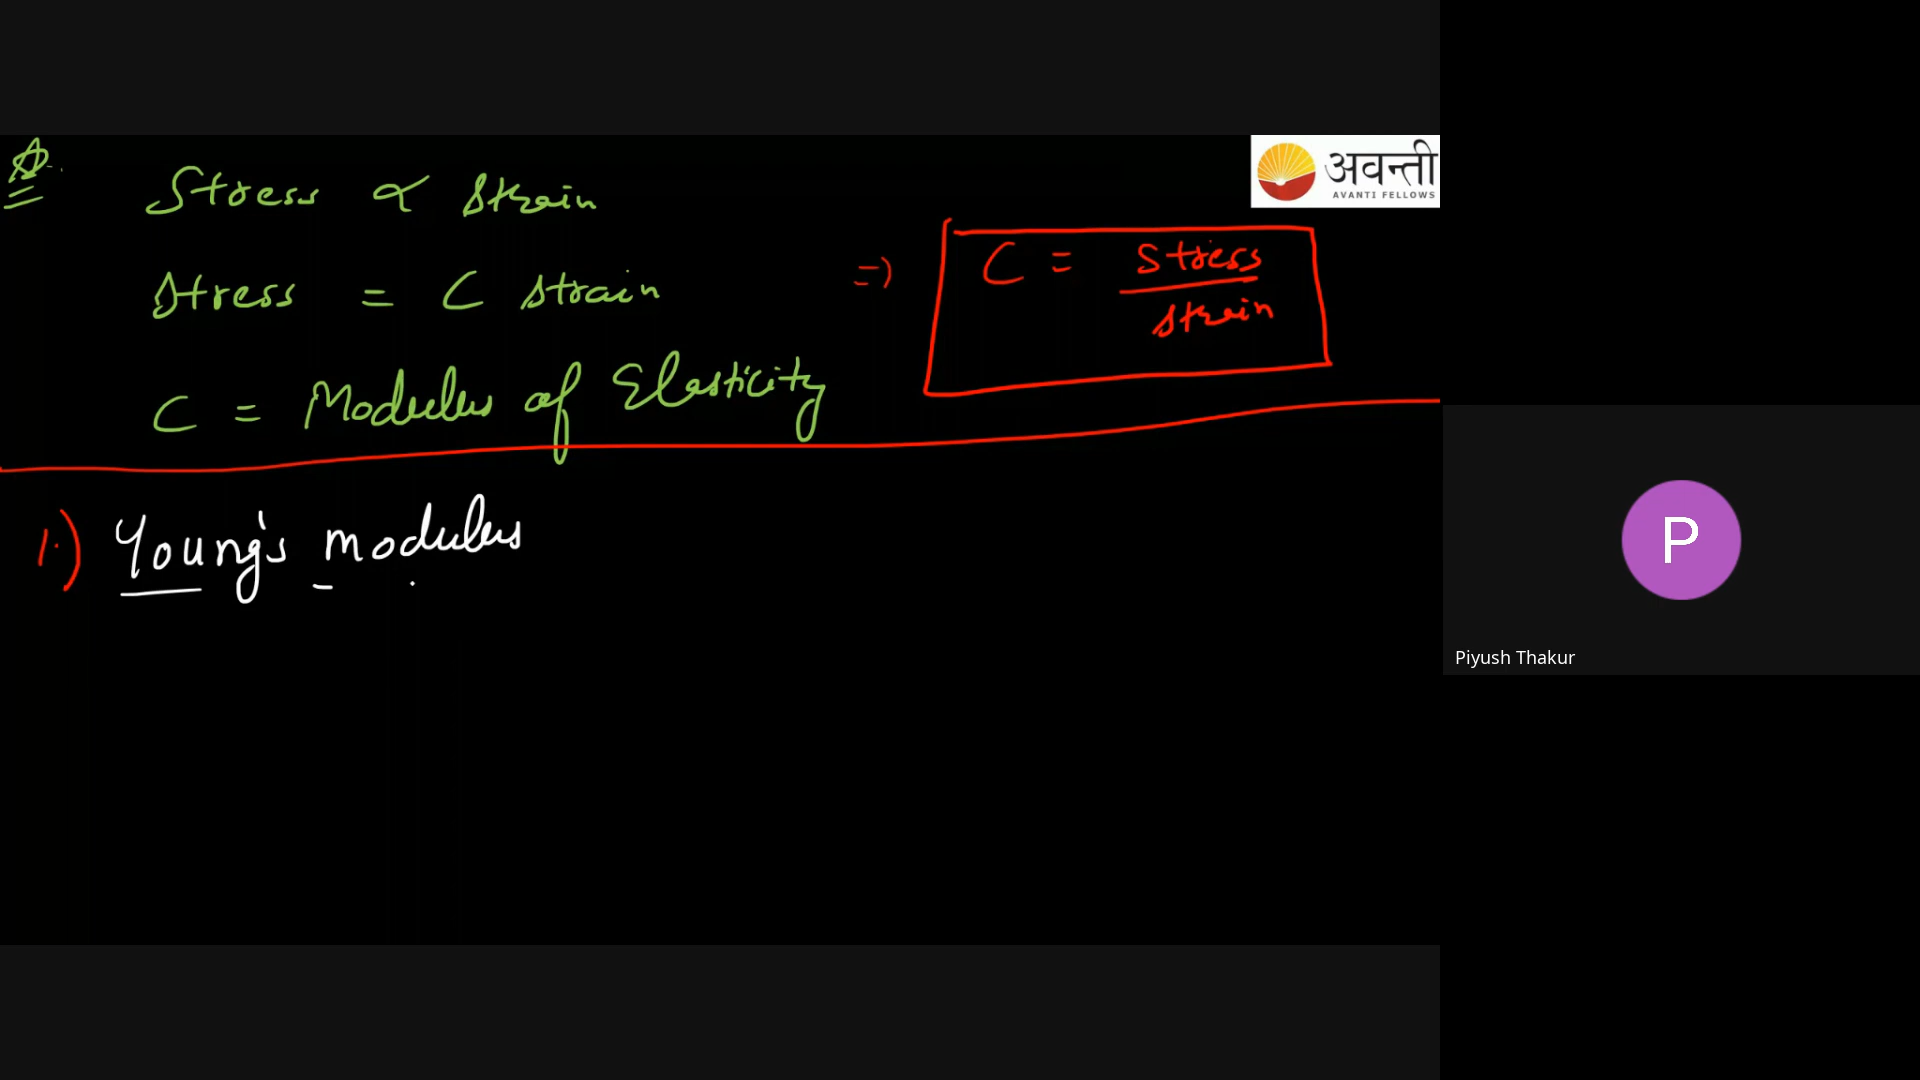 Stress ∝ strain
Stress = C strain
⇒ C = Stress / strain
C = Modulus of Elasticity
1.) Young's modulus
अवन्ती
AVANTI FELLOWS
P
Piyush Thakur